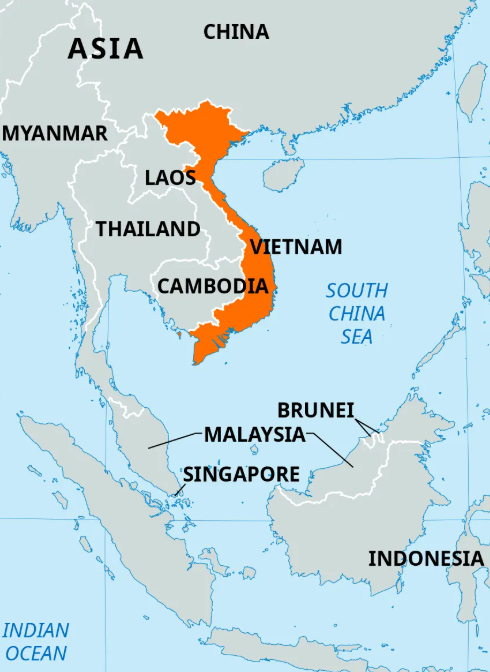 CHINA
ASIA
MYANMAR
LAOS
THAILAND
VIETNAM
CAMBODIA
SOUTH
CHINA
SEA
BRUNEI
MALAYSIA
SINGAPORE
INDONESIA
INDIAN
OCEAN